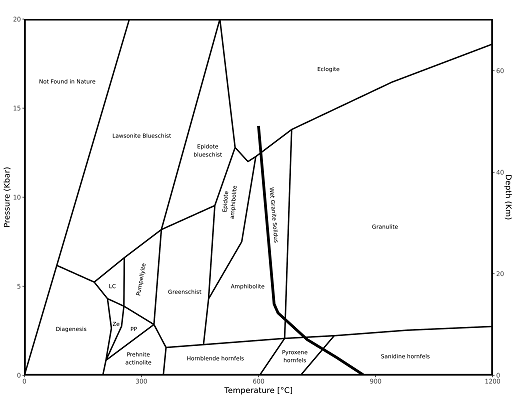 20
15
10
5
0
Pressure (Kbar)
Not Found in Nature
Lawsonite Blueschist
Epidote
blueschist
Eclogite
Epidote
amphibolite
Wet Granite Solidus
Granulite
LC
Pumpellyite
Greenschist
Amphibolite
Diagenesis
Ze
PP
Prehnite
actinolite
Hornblende hornfels
Pyroxene
hornfels
Sanidine hornfels
60
40
20
0
Depth (Km)
0
300
600
900
1200
Temperature [°C]